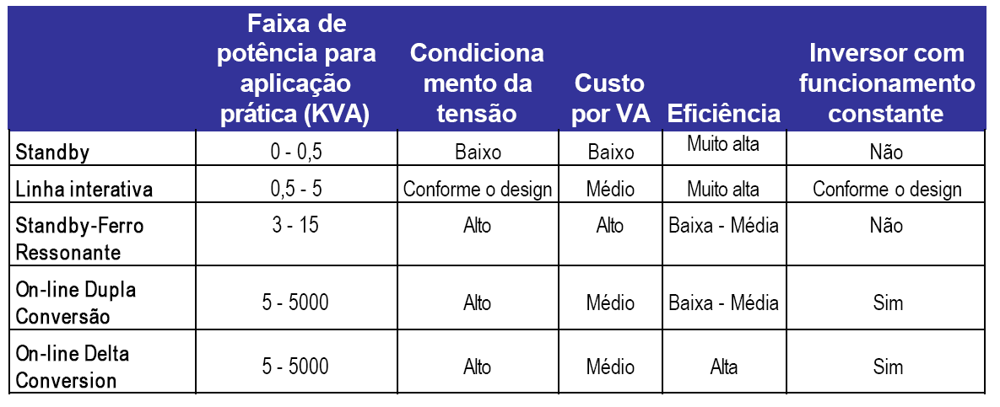 Faixa de
potência para
aplicação
prática (KVA)
Condiciona
mento da
tensão
Custo
por VA
Eficiência
Inversor com
funcionamento
constante
Standby
0 - 0,5
Baixo
Baixo
Muito alta
Não
Linha interativa
0,5 - 5
Conforme o design
Médio
Muito alta
Conforme o design
Standby-Ferro
Ressonante
3 - 15
Alto
Alto
Baixa - Média
Não
On-line Dupla
Conversão
5 - 5000
Alto
Médio
Baixa - Média
Sim
On-line Delta
Conversion
5 - 5000
Alto
Médio
Alta
Sim